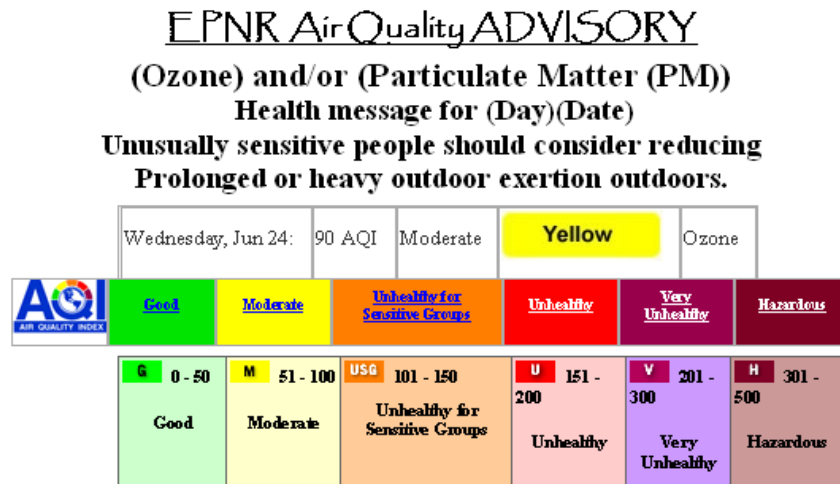 EPNR Air Quality ADVISORY
(Ozone) and/or (Particulate Matter (PM))
Health message for (Day)(Date)
Unusually sensitive people should consider reducing
Prolonged or heavy outdoor exertion outdoors.
Wednesday, Jun 24: 90 AQI Moderate Yellow Ozone
AQI
AIR QUALITY INDEX
Good
Moderate
Unhealthy for
Sensitive Groups
Unhealthy
Very
Unhealthy
Hazardous
G 0 - 50
Good
M 51 - 100
Moderate
USG 101 - 150
Unhealthy for
Sensitive Groups
U 151 -
200
Unhealthy
V 201 -
300
Very
Unhealthy
H 301 -
500
Hazardous